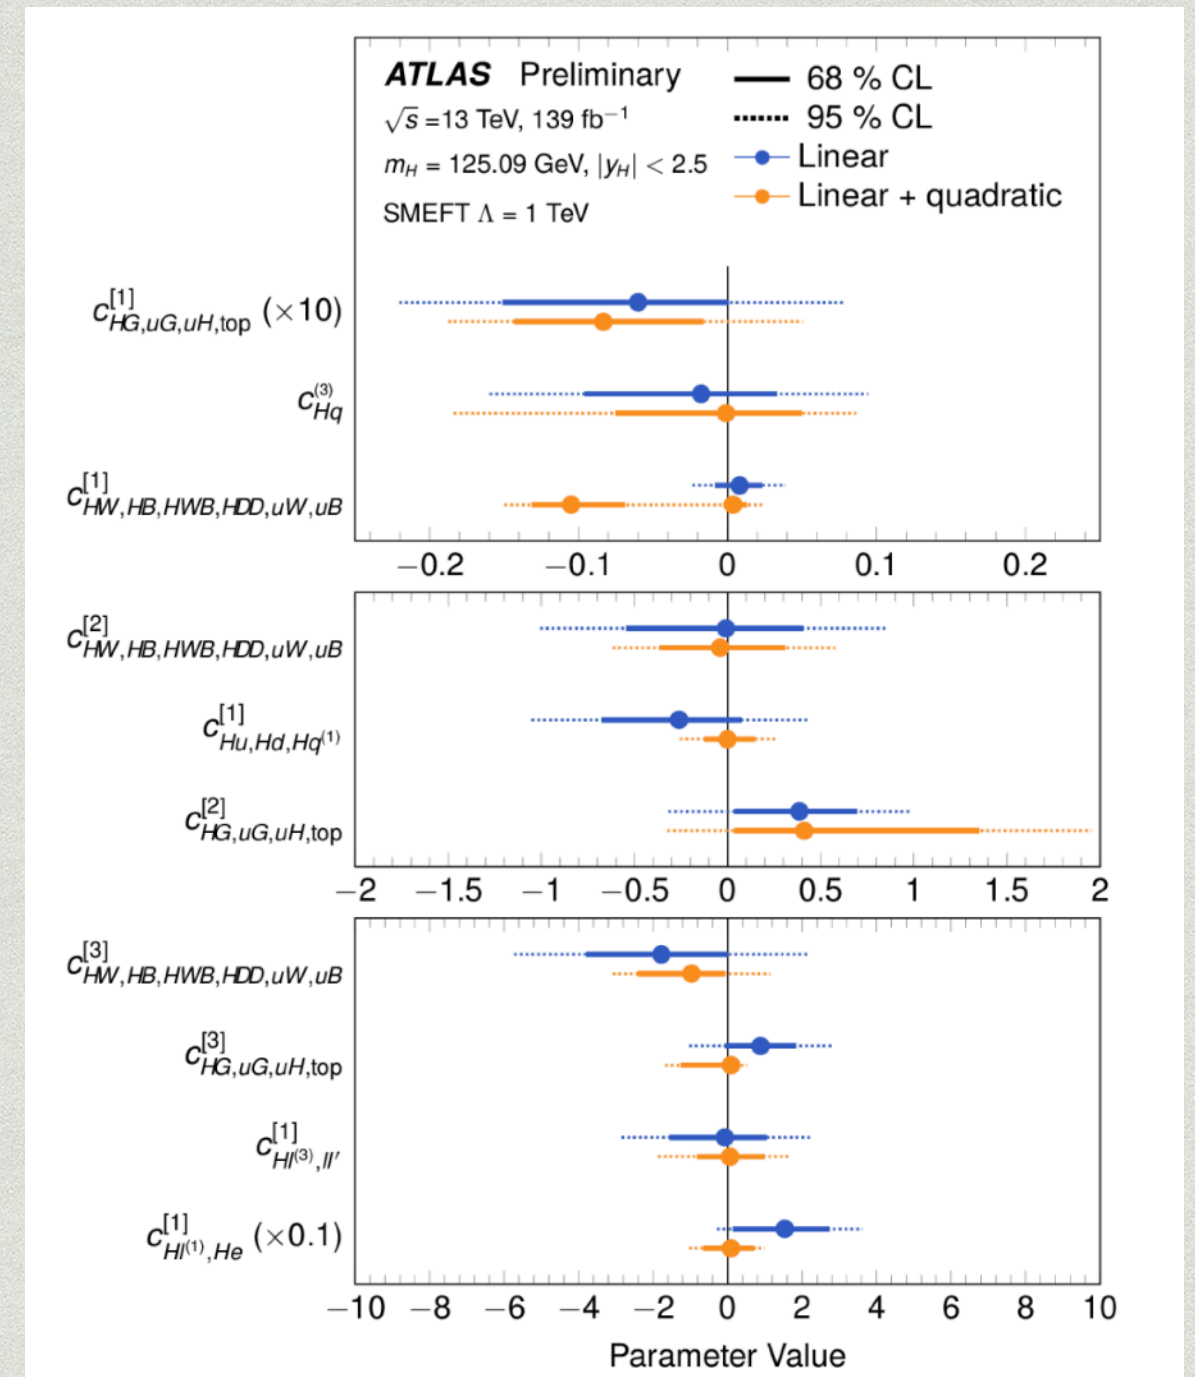 ATLAS Preliminary
√s =13 TeV, 139 fb⁻¹
m_H = 125.09 GeV, |y_H| < 2.5
SMEFT Λ = 1 TeV
68 % CL
95 % CL
Linear
Linear + quadratic
c^[1]_HG,uG,uH,top (×10)
c^(3)_Hq
c^[1]_HW,HB,HWB,HDD,uW,uB
−0.2 −0.1 0 0.1 0.2
c^[2]_HW,HB,HWB,HDD,uW,uB
c^[1]_Hu,Hd,Hq⁽¹⁾
c^[2]_HG,uG,uH,top
−2 −1.5 −1 −0.5 0 0.5 1 1.5 2
c^[3]_HW,HB,HWB,HDD,uW,uB
c^[3]_HG,uG,uH,top
c^[1]_Hl⁽³⁾,ll′
c^[1]_Hl⁽¹⁾,He (×0.1)
−10 −8 −6 −4 −2 0 2 4 6 8 10
Parameter Value